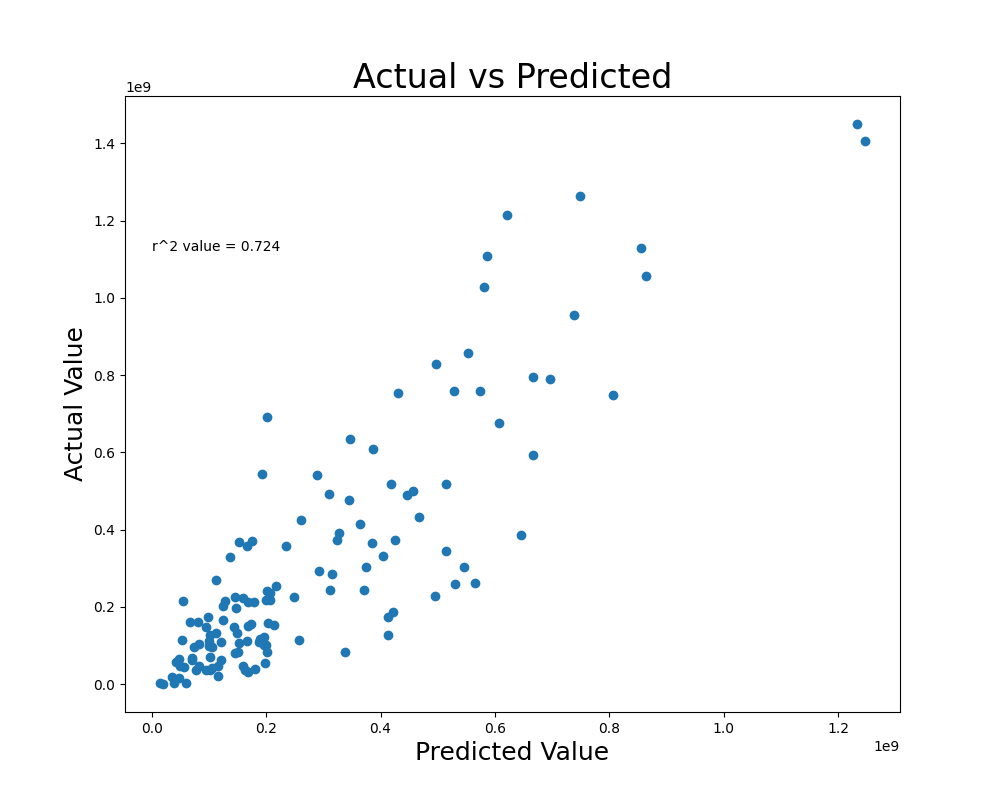 Actual vs Predicted
1e9
1.4
1.2
r^2 value = 0.724
1.0
0.8
Actual Value
0.6
0.4
0.2
0.0
0.0 0.2 0.4 0.6 0.8 1.0 1.2
1e9
Predicted Value